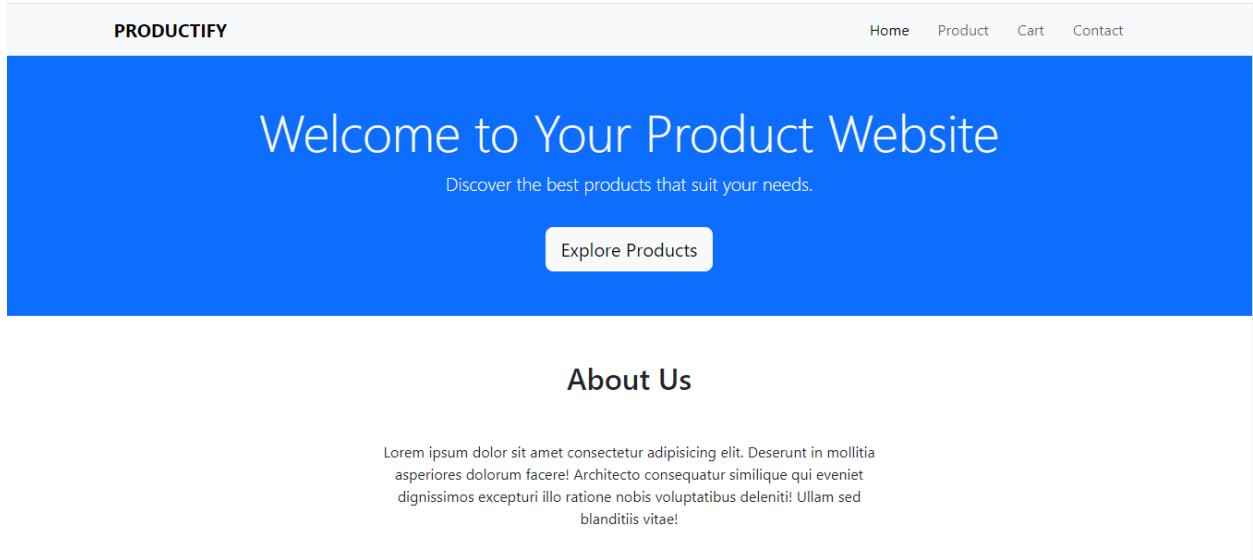 PRODUCTIFY
Home Product Cart Contact
Welcome to Your Product Website
Discover the best products that suit your needs.
Explore Products
About Us
Lorem ipsum dolor sit amet consectetur adipisicing elit. Deserunt in mollitia
asperiores dolorum facere! Architecto consequatur similique qui eveniet
dignissimos excepturi illo ratione nobis voluptatibus deleniti! Ullam sed
blanditiis vitae!